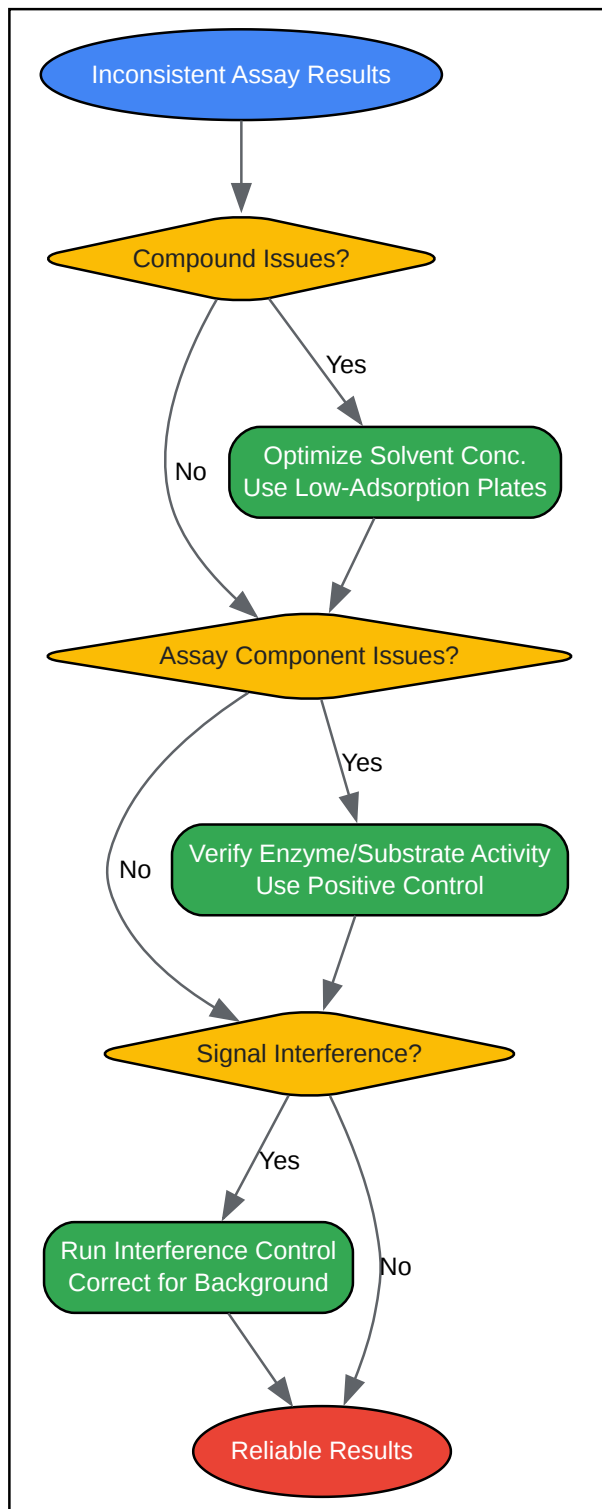 Inconsistent Assay Results
Compound Issues?
Yes
Optimize Solvent Conc.
Use Low-Adsorption Plates
No
Assay Component Issues?
Yes
Verify Enzyme/Substrate Activity
Use Positive Control
No
Signal Interference?
Yes
Run Interference Control
Correct for Background
No
Reliable Results